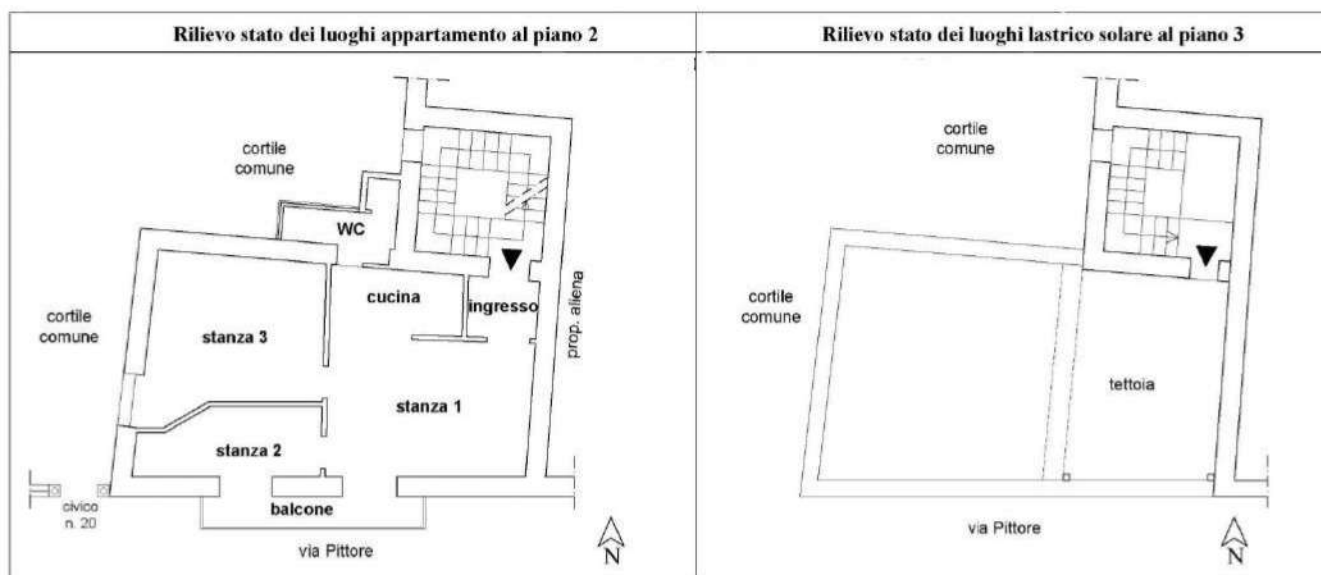 Rilievo stato dei luoghi appartamento al piano 2
cortile
comune
WC
cucina
ingresso
prop. aliena
cortile
comune
stanza 3
stanza 1
stanza 2
civico
n. 20
balcone
via Pittore
N
Rilievo stato dei luoghi lastrico solare al piano 3
cortile
comune
cortile
comune
tettoia
via Pittore
N